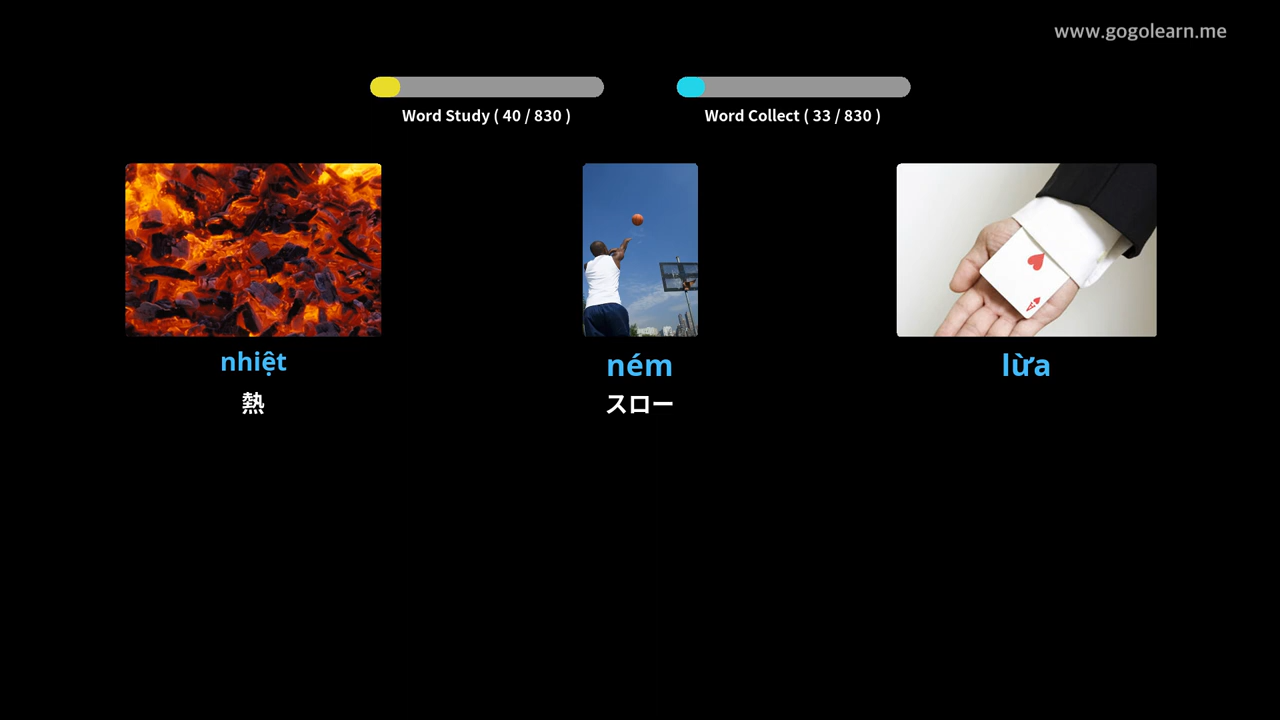 www.gogolearn.me
Word Study ( 40 / 830 )
Word Collect ( 33 / 830 )
nhiệt
ném
lừa
熱
スロー
A